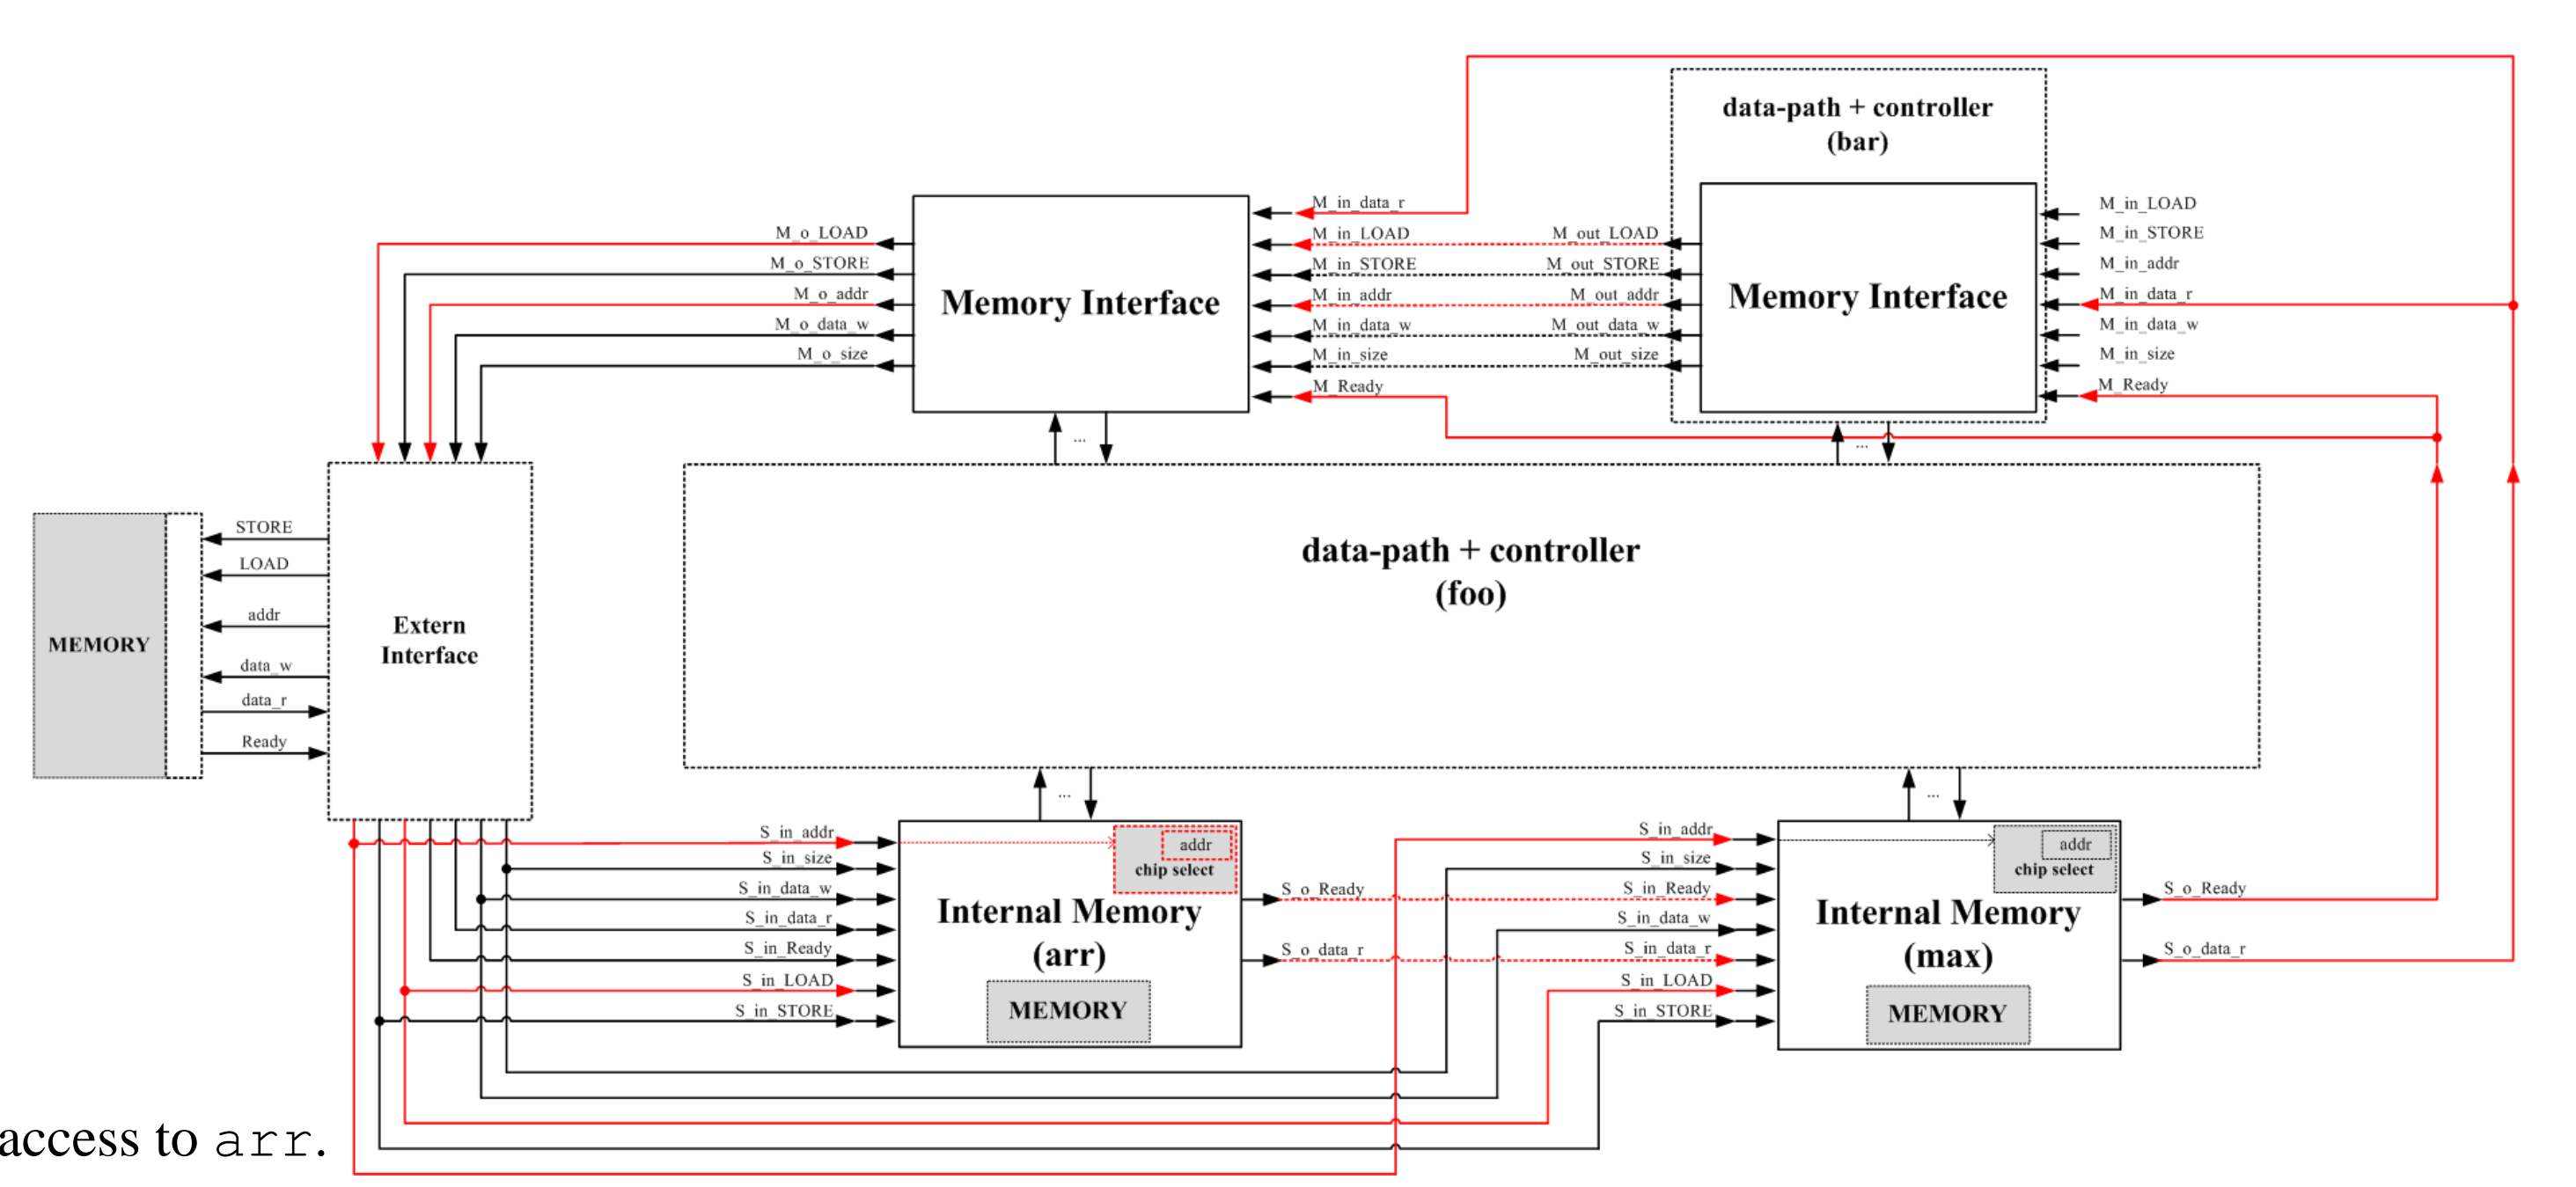 data-path + controller
(bar)
M_in_data_r
M_in_LOAD
M_in_STORE
M_in_addr
M_in_data_w
M_in_size
M_Ready
M_out_LOAD
M_out_STORE
M_out_addr
M_out_data_w
M_out_size
M_in_LOAD
M_in_STORE
M_in_addr
M_in_data_r
M_in_data_w
M_in_size
M_Ready
M_o_LOAD
M_o_STORE
M_o_addr
M_o_data_w
M_o_size
Memory Interface
Memory Interface
...
...
data-path + controller
(foo)
STORE
LOAD
addr
data_w
data_r
Ready
MEMORY
Extern
Interface
...
...
S_in_addr
S_in_size
S_in_data_w
S_in_data_r
S_in_Ready
S_in_LOAD
S_in_STORE
addr
chip select
Internal Memory
(arr)
MEMORY
S_o_Ready
S_o_data_r
S_in_addr
S_in_size
S_in_Ready
S_in_data_w
S_in_data_r
S_in_LOAD
S_in_STORE
addr
chip select
Internal Memory
(max)
MEMORY
S_o_Ready
S_o_data_r
access to arr.